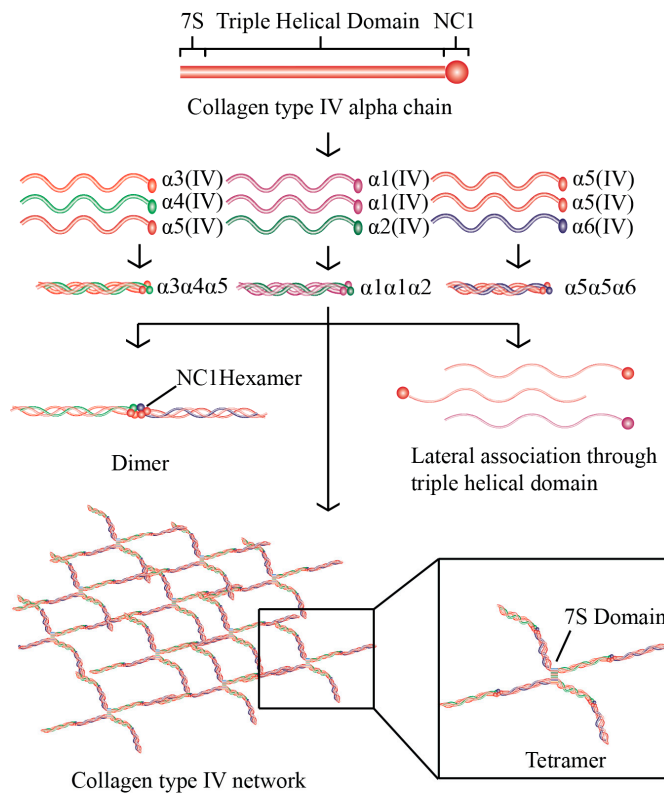 7S Triple Helical Domain NC1
Collagen type IV alpha chain
α3(IV) α1(IV) α5(IV)
α4(IV) α1(IV) α5(IV)
α5(IV) α2(IV) α6(IV)
α3α4α5 α1α1α2 α5α5α6
NC1Hexamer
Dimer
Lateral association through
triple helical domain
7S Domain
Tetramer
Collagen type IV network